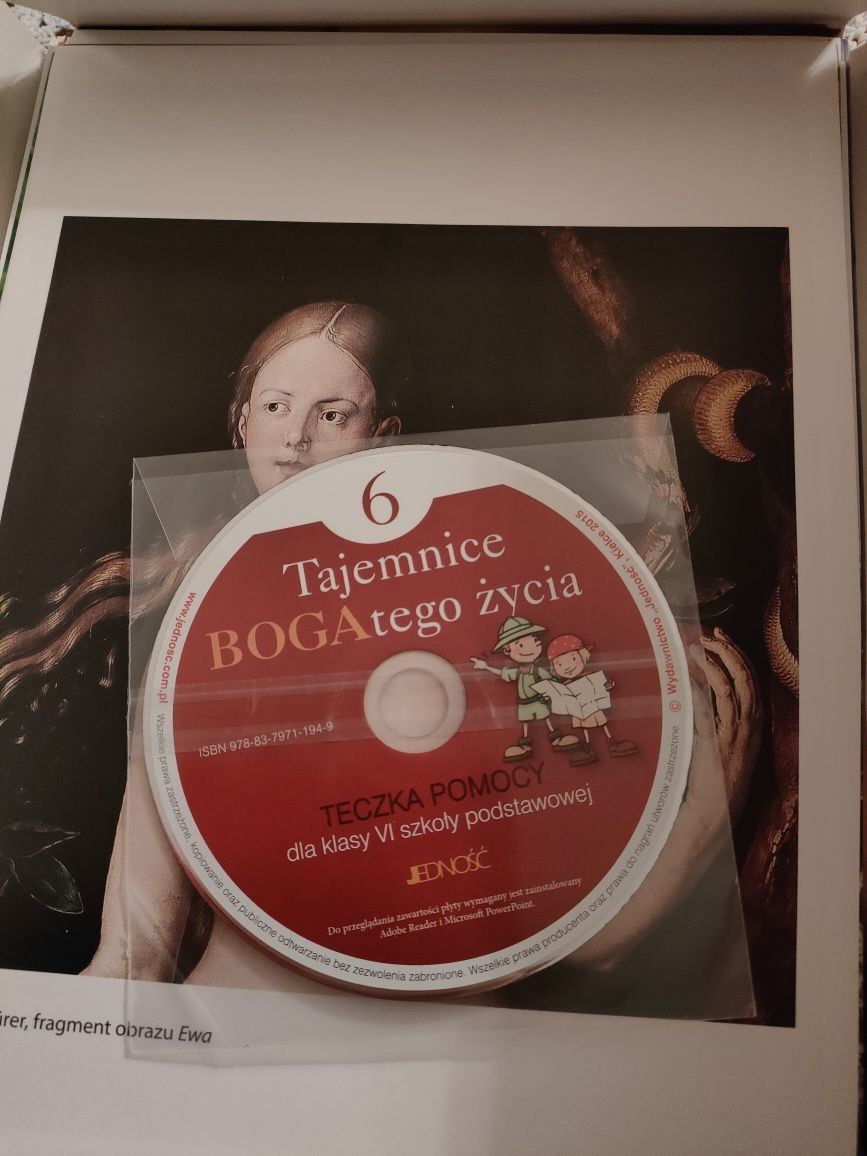 6
Tajemnice
BOGAtego życia
ISBN 978-83-7971-194-9
TECZKA POMOCY
dla klasy VI szkoły podstawowej
JEDNOŚĆ
Do przeglądania zawartości płyty wymagany jest zainstalowany
Adobe Reader i Microsoft PowerPoint.
www.jednosc.com.pl
Wszelkie prawa zastrzeżone, kopiowanie oraz publiczne odtwarzanie bez zezwolenia zabronione. Wszelkie prawa producenta oraz prawa do nagrań utworów zastrzeżone
© Wydawnictwo „Jedność”, Kielce 2015
fragment obrazu Ewa